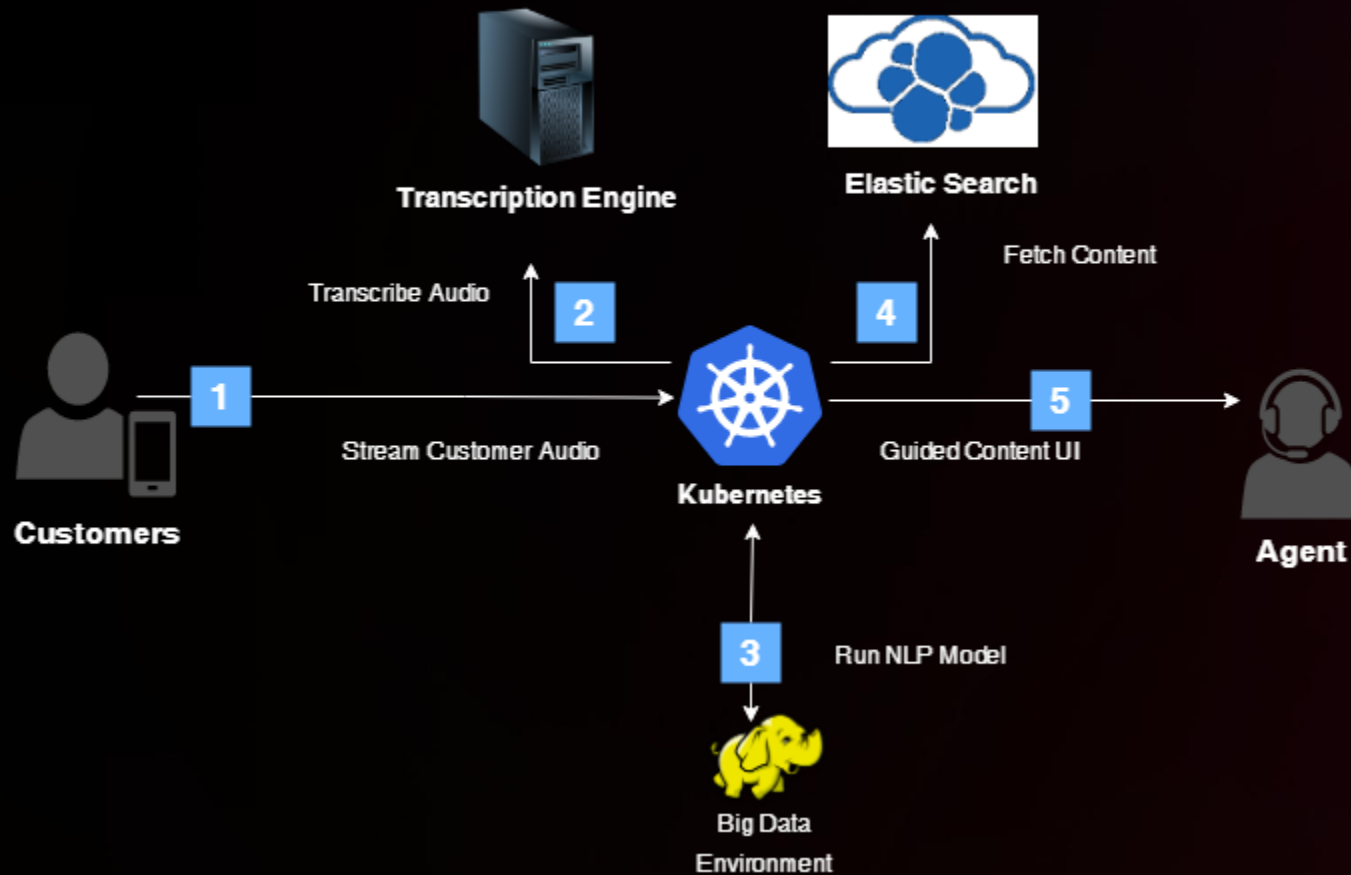 Transcription Engine
Elastic Search
Fetch Content
Transcribe Audio
2
4
1
5
Stream Customer Audio
Guided Content UI
Kubernetes
Customers
Agent
3
Run NLP Model
Big Data
Environment